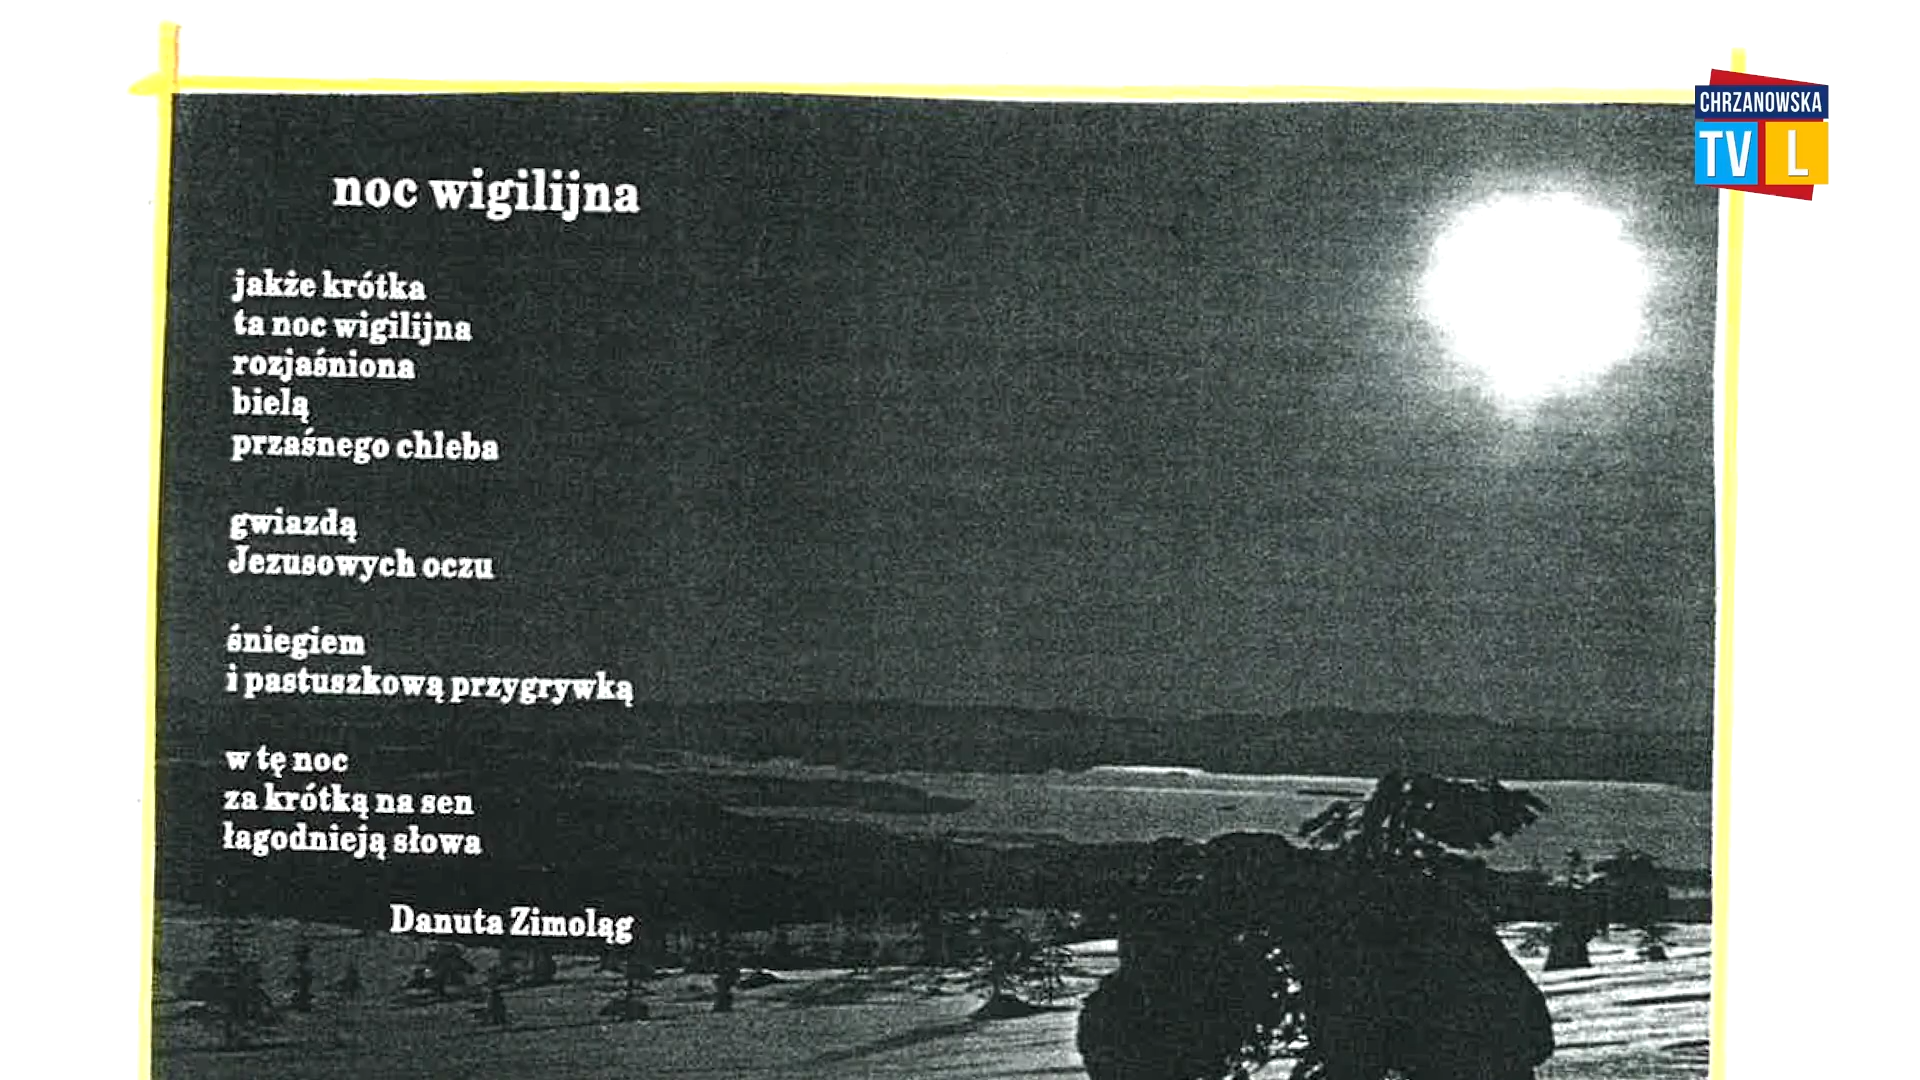 noc wigilijna
jakże krótka
ta noc wigilijna
rozjaśniona
bielą
przaśnego chleba
gwiazdą
Jezusowych oczu
śniegiem
i pastuszkową przygrywką
w tę noc
za krótką na sen
łagodnieją słowa
Danuta Zimoląg
CHRZANOWSKA
TV L